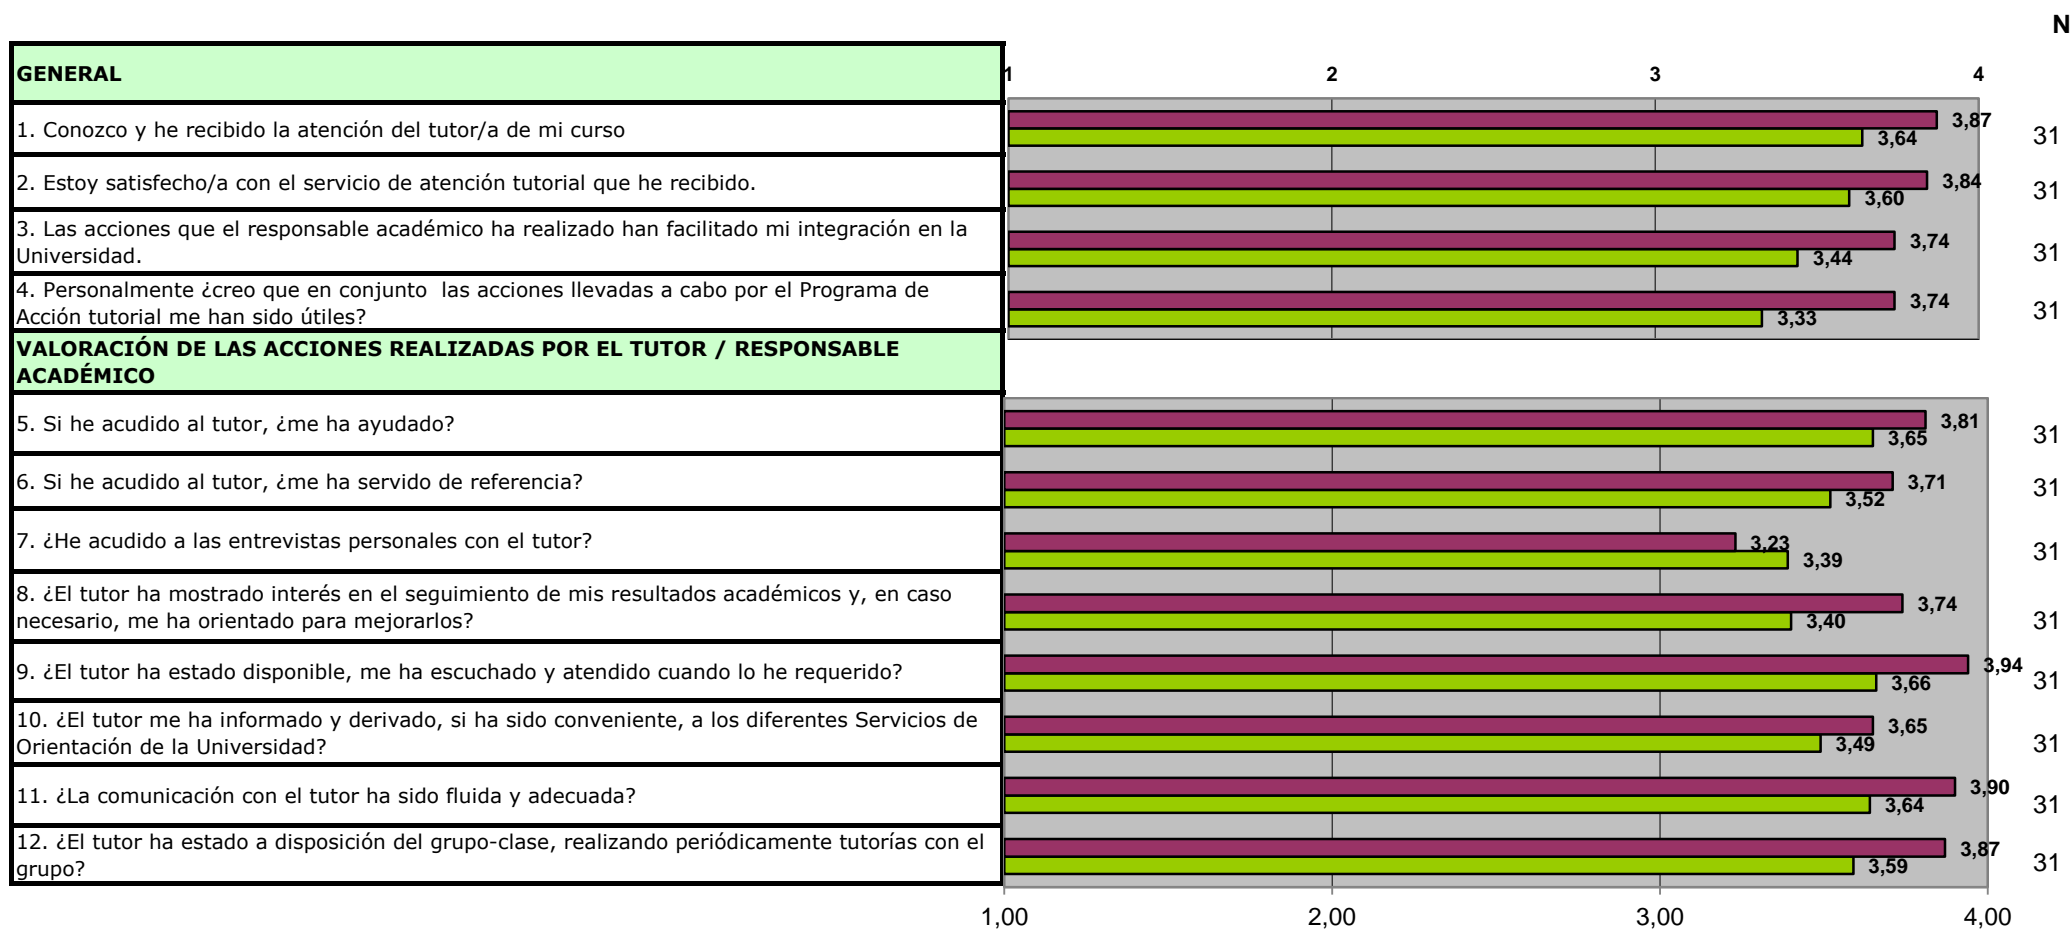 N
GENERAL
1 2 3 4
1. Conozco y he recibido la atención del tutor/a de mi curso
3,87
3,64
31
2. Estoy satisfecho/a con el servicio de atención tutorial que he recibido.
3,84
3,60
31
3. Las acciones que el responsable académico ha realizado han facilitado mi integración en la
Universidad.
3,74
3,44
31
4. Personalmente ¿creo que en conjunto las acciones llevadas a cabo por el Programa de
Acción tutorial me han sido útiles?
3,74
3,33
31
VALORACIÓN DE LAS ACCIONES REALIZADAS POR EL TUTOR / RESPONSABLE
ACADÉMICO
5. Si he acudido al tutor, ¿me ha ayudado?
3,81
3,65
31
6. Si he acudido al tutor, ¿me ha servido de referencia?
3,71
3,52
31
7. ¿He acudido a las entrevistas personales con el tutor?
3,23
3,39
31
8. ¿El tutor ha mostrado interés en el seguimiento de mis resultados académicos y, en caso
necesario, me ha orientado para mejorarlos?
3,74
3,40
31
9. ¿El tutor ha estado disponible, me ha escuchado y atendido cuando lo he requerido?
3,94
3,66
31
10. ¿El tutor me ha informado y derivado, si ha sido conveniente, a los diferentes Servicios de
Orientación de la Universidad?
3,65
3,49
31
11. ¿La comunicación con el tutor ha sido fluida y adecuada?
3,90
3,64
31
12. ¿El tutor ha estado a disposición del grupo-clase, realizando periódicamente tutorías con el
grupo?
3,87
3,59
31
1,00 2,00 3,00 4,00